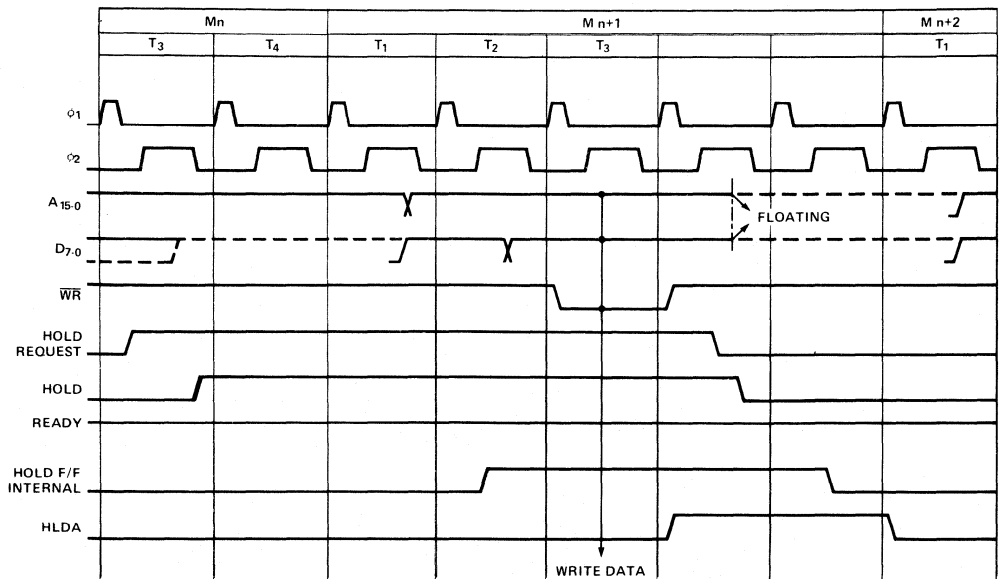 Mn M n+1 M n+2
T3 T4 T1 T2 T3 T1
ϕ1
ϕ2
A15-0
FLOATING
D7-0
WR
HOLD
REQUEST
HOLD
READY
HOLD F/F
INTERNAL
HLDA
WRITE DATA